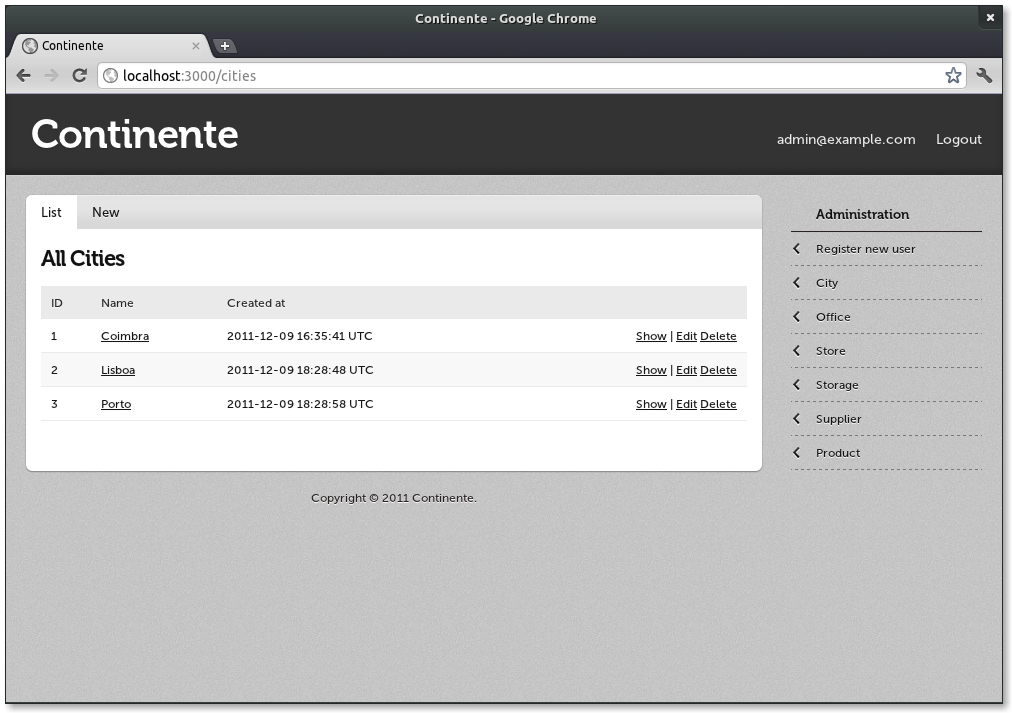 Continente - Google Chrome
Continente
localhost:3000/cities
Continente
admin@example.com Logout
List New
All Cities
ID Name Created at
1 Coimbra 2011-12-09 16:35:41 UTC Show | Edit Delete
2 Lisboa 2011-12-09 18:28:48 UTC Show | Edit Delete
3 Porto 2011-12-09 18:28:58 UTC Show | Edit Delete
Administration
Register new user
City
Office
Store
Storage
Supplier
Product
Copyright © 2011 Continente.